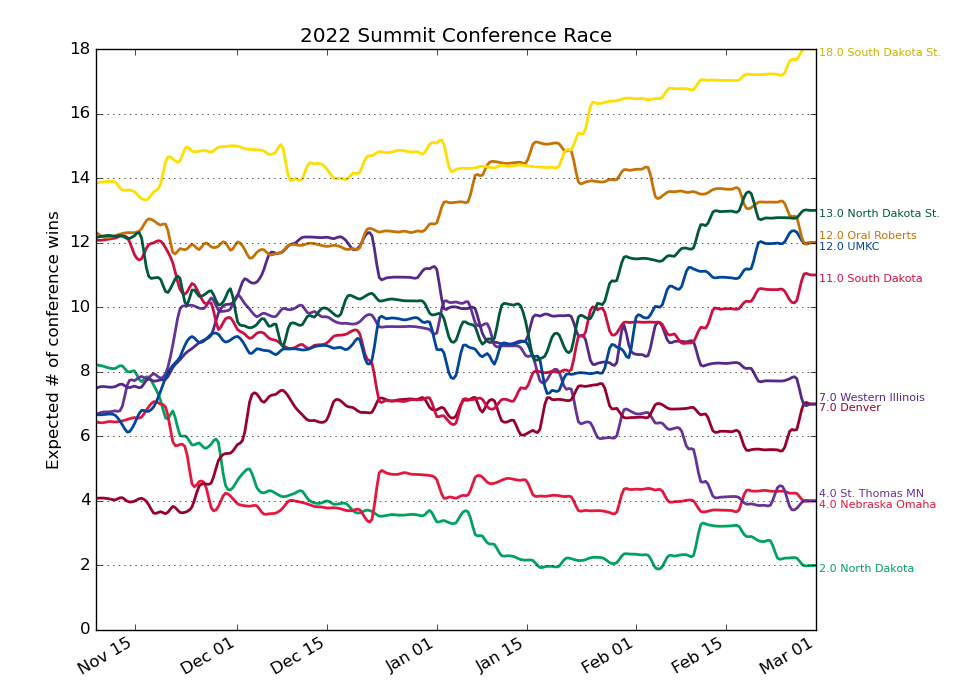 2022 Summit Conference Race
Expected # of conference wins
18
16
14
12
10
8
6
4
2
0
Nov 15
Dec 01
Dec 15
Jan 01
Jan 15
Feb 01
Feb 15
Mar 01
18.0 South Dakota St.
13.0 North Dakota St.
12.0 Oral Roberts
12.0 UMKC
11.0 South Dakota
7.0 Western Illinois
7.0 Denver
4.0 St. Thomas MN
4.0 Nebraska Omaha
2.0 North Dakota